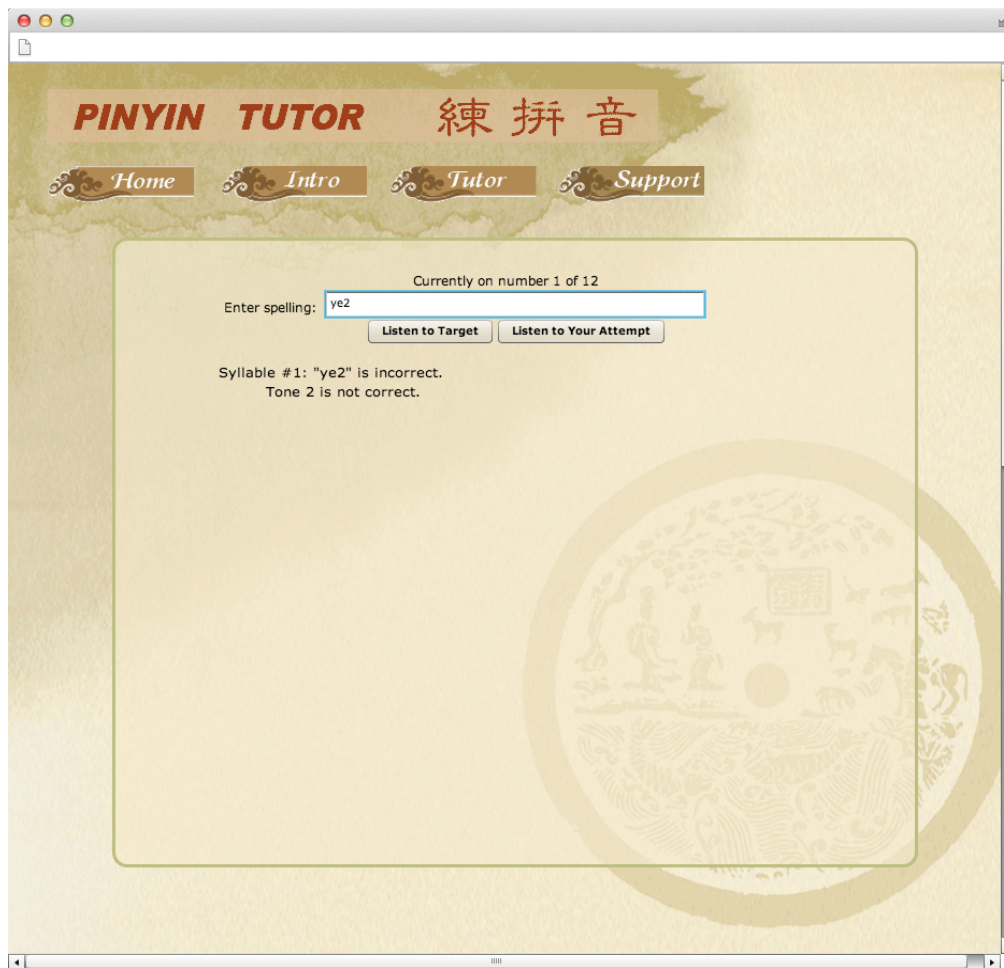 PINYIN TUTOR 練拼音
Home Intro Tutor Support
Currently on number 1 of 12
Enter spelling: ye2
Listen to Target Listen to Your Attempt
Syllable #1: "ye2" is incorrect.
Tone 2 is not correct.